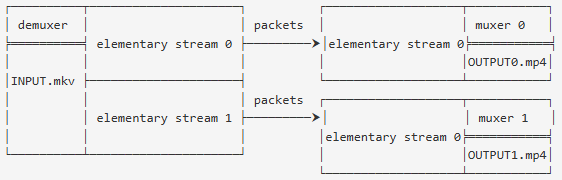 demuxer
packets
muxer 0
elementary stream 0
elementary stream 0
OUTPUT0.mp4
INPUT.mkv
packets
elementary stream 1
muxer 1
elementary stream 0
OUTPUT1.mp4